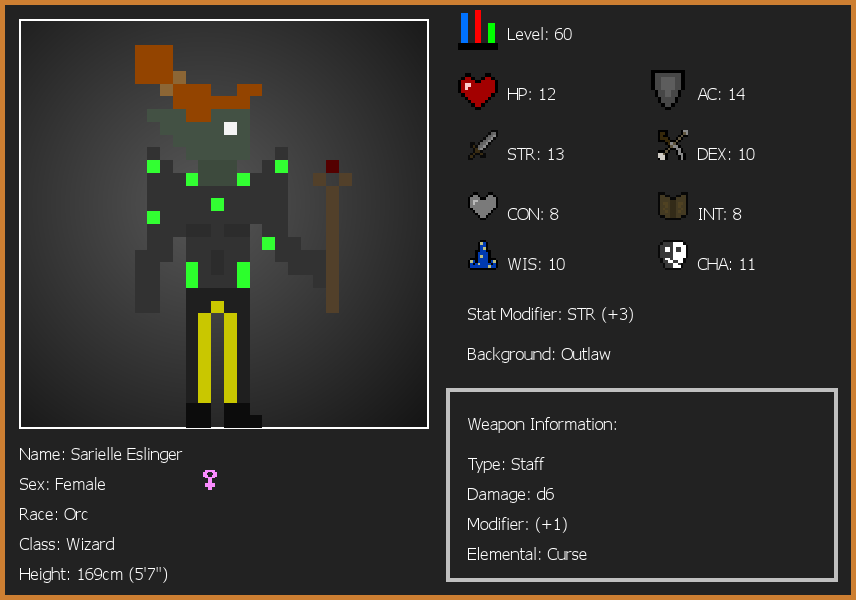 Level: 60
HP: 12
AC: 14
STR: 13
DEX: 10
CON: 8
INT: 8
WIS: 10
CHA: 11
Stat Modifier: STR (+3)
Background: Outlaw
Weapon Information:
Type: Staff
Damage: d6
Modifier: (+1)
Elemental: Curse
Name: Sarielle Eslinger
Sex: Female
Race: Orc
Class: Wizard
Height: 169cm (5'7")